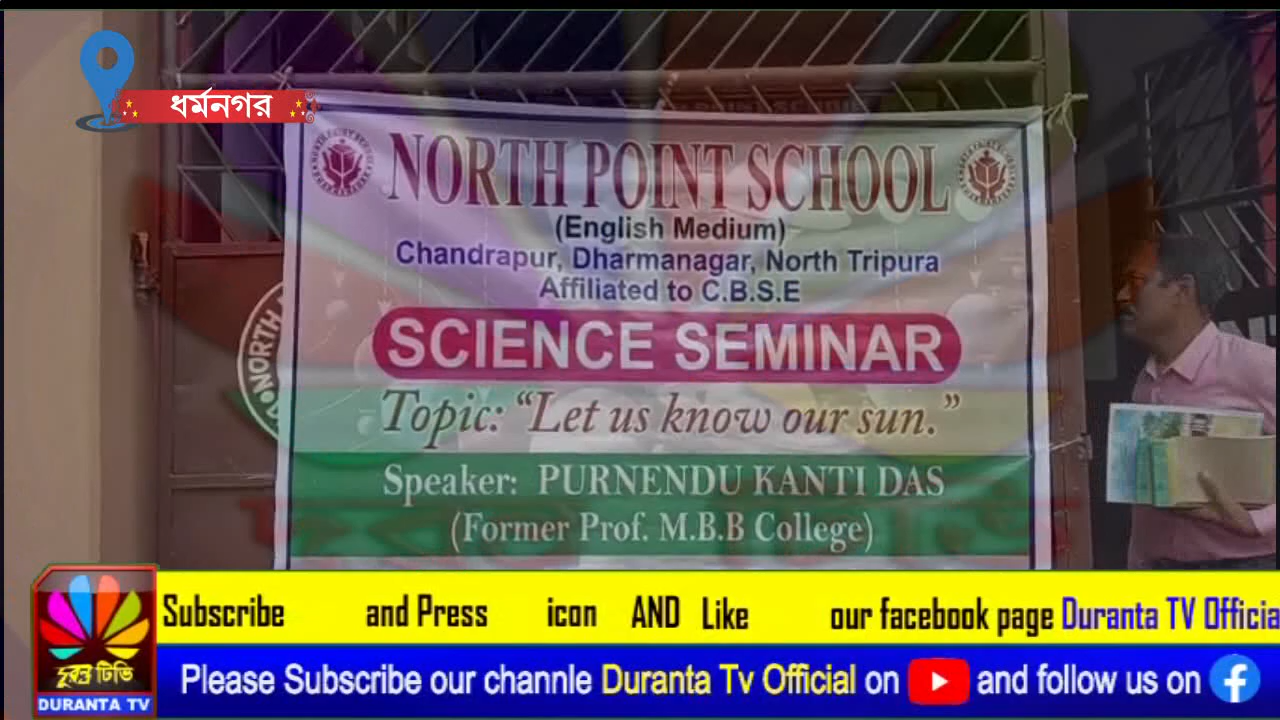 ধর্মনগর
NORTH POINT SCHOOL
(English Medium)
Chandrapur, Dharmanagar, North Tripura
Affiliated to C.B.S.E
SCIENCE SEMINAR
Topic: “Let us know our sun.”
Speaker: PURNENDU KANTI DAS
(Former Prof. M.B.B College)
NORTH
Subscribe and Press icon AND Like our facebook page Duranta TV Officia
Please Subscribe our channle Duranta Tv Official on and follow us on
দুরন্ত টিভি
DURANTA TV